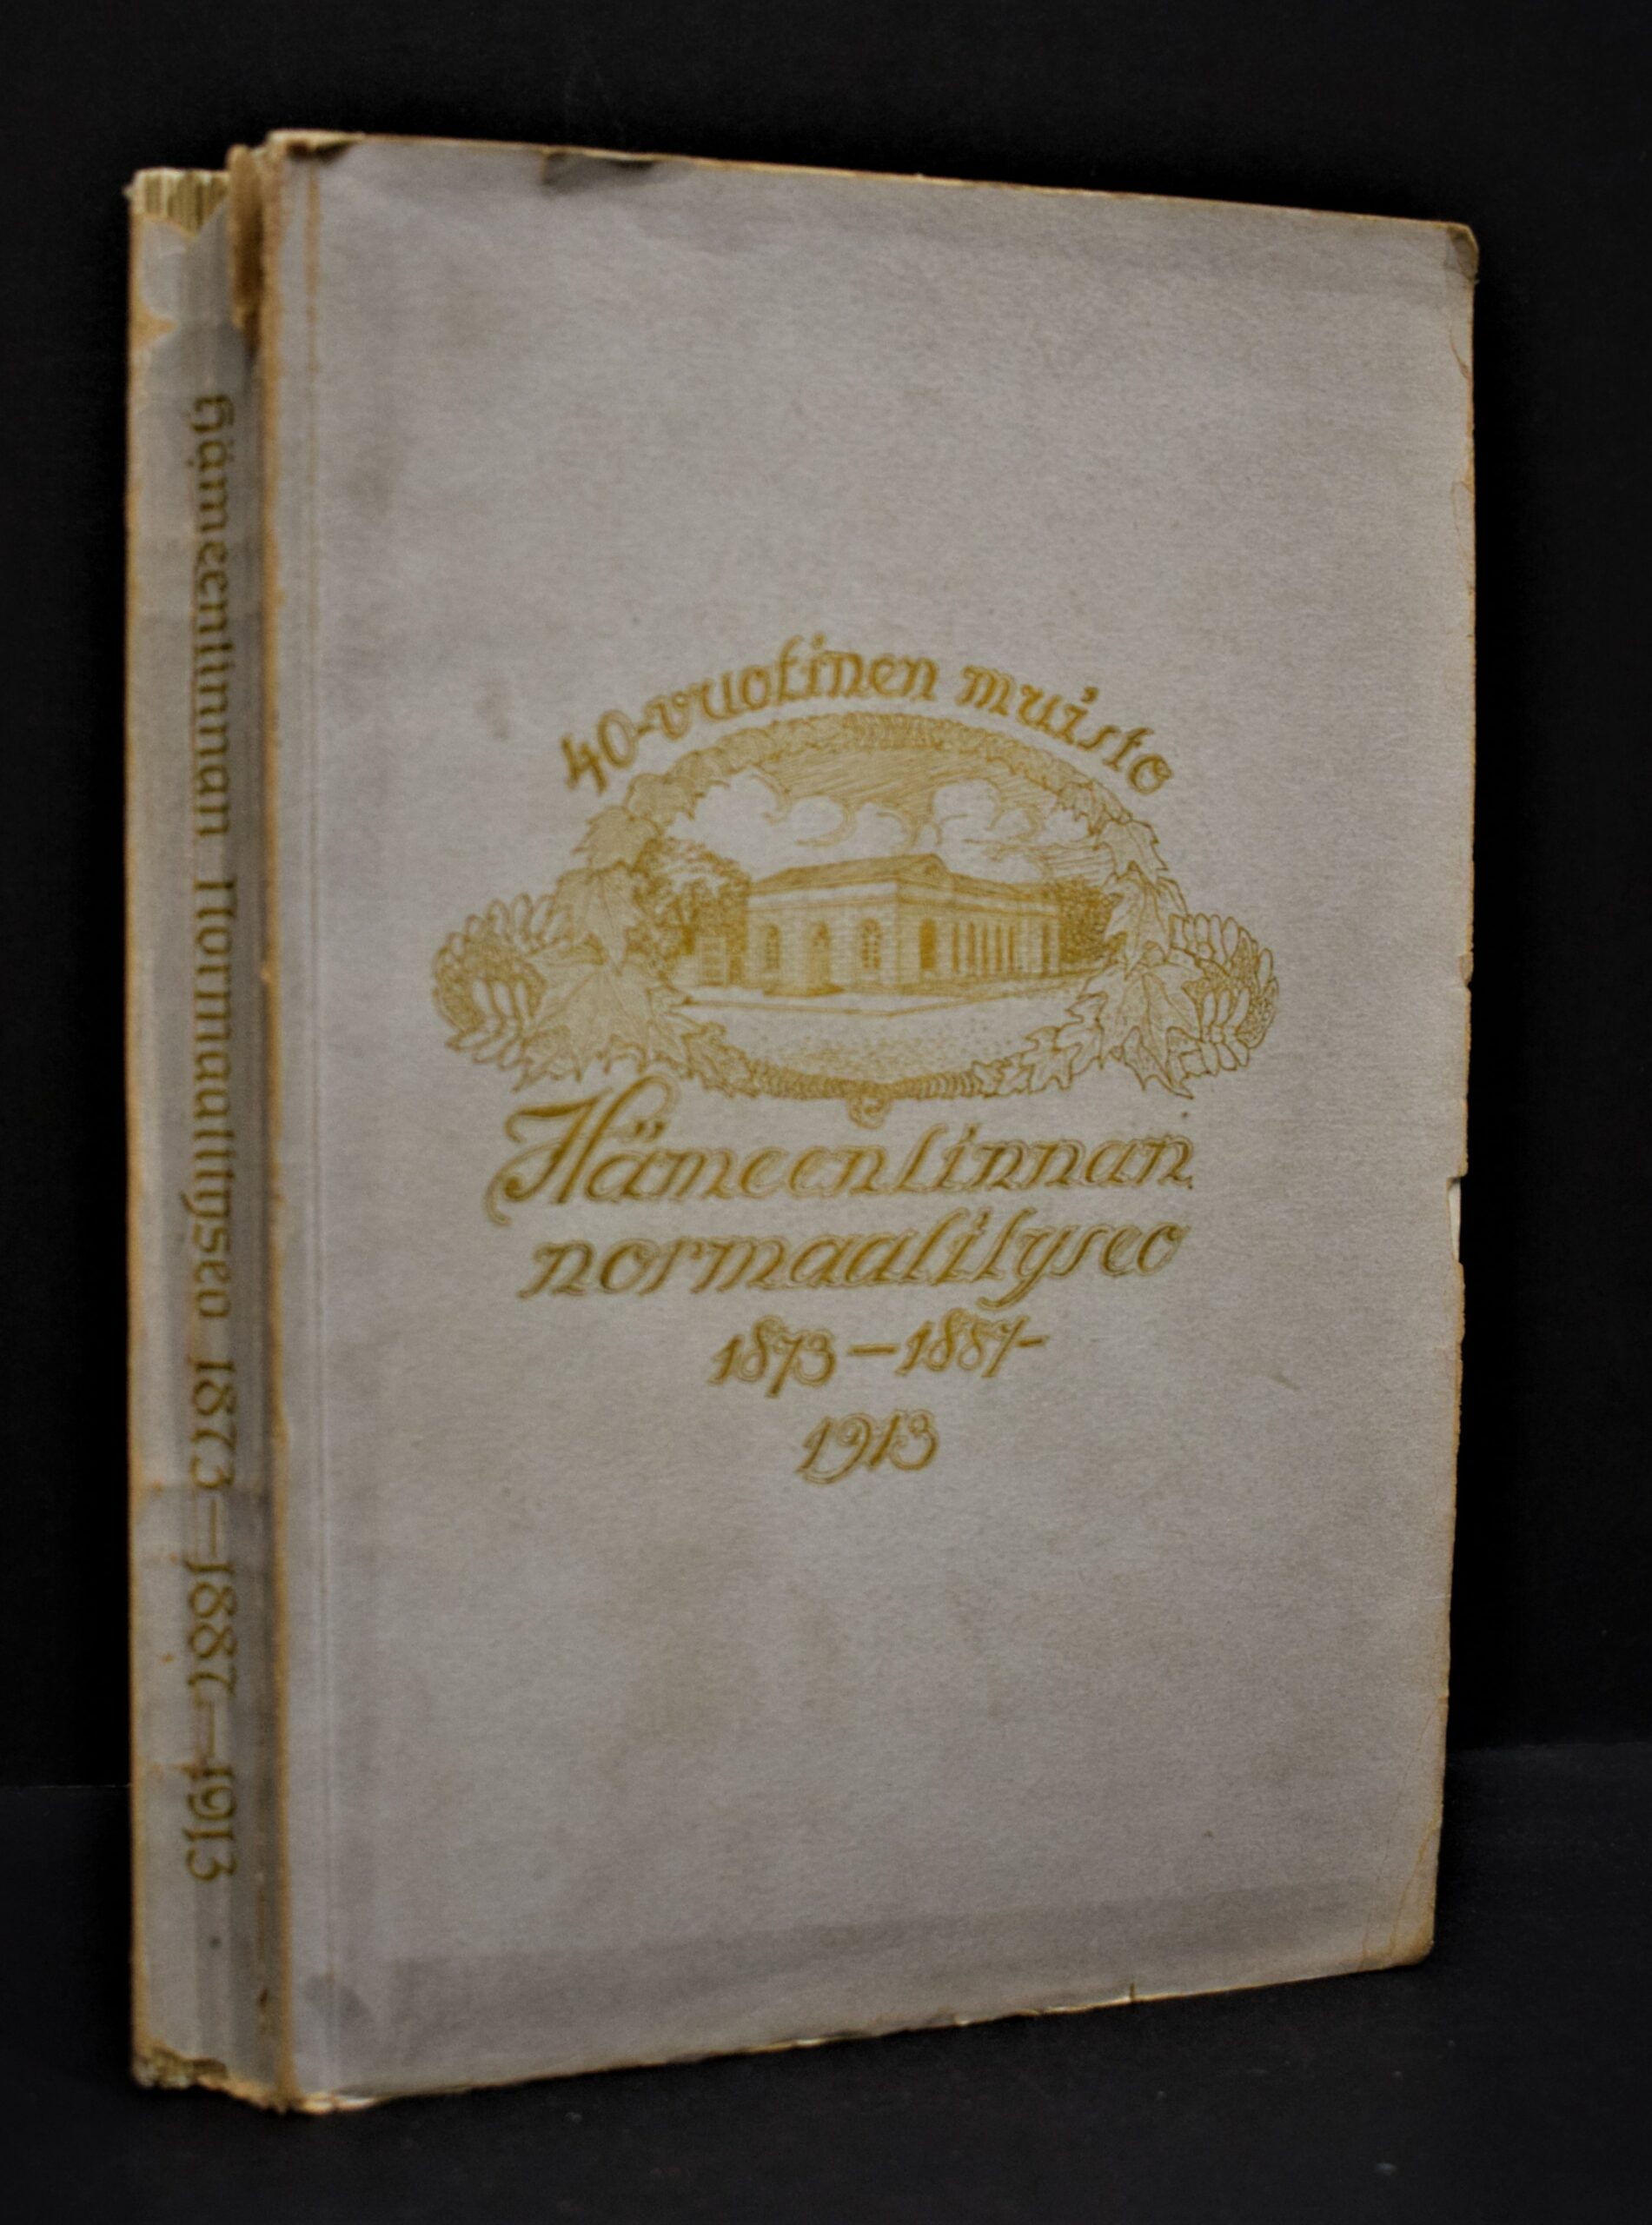 40-vuotinen muisto
Hämeenlinnan
normaalilyseo
1873—1887-
1913
Hämeenlinnan Normaalilyseo 1873—1887—1913